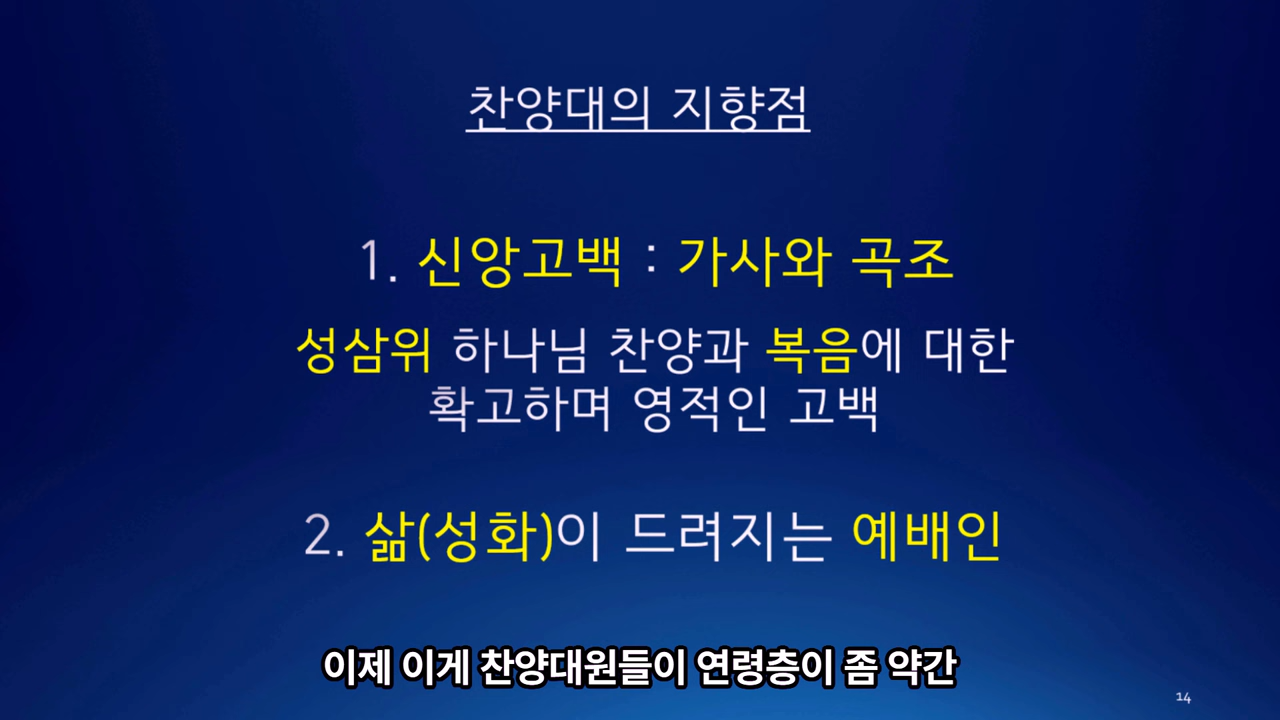 찬양대의 지향점
1. 신앙고백 : 가사와 곡조
성삼위 하나님 찬양과 복음에 대한
확고하며 영적인 고백
2. 삶(성화)이 드려지는 예배인
이제 이게 찬양대원들이 연령층이 좀 약간
14